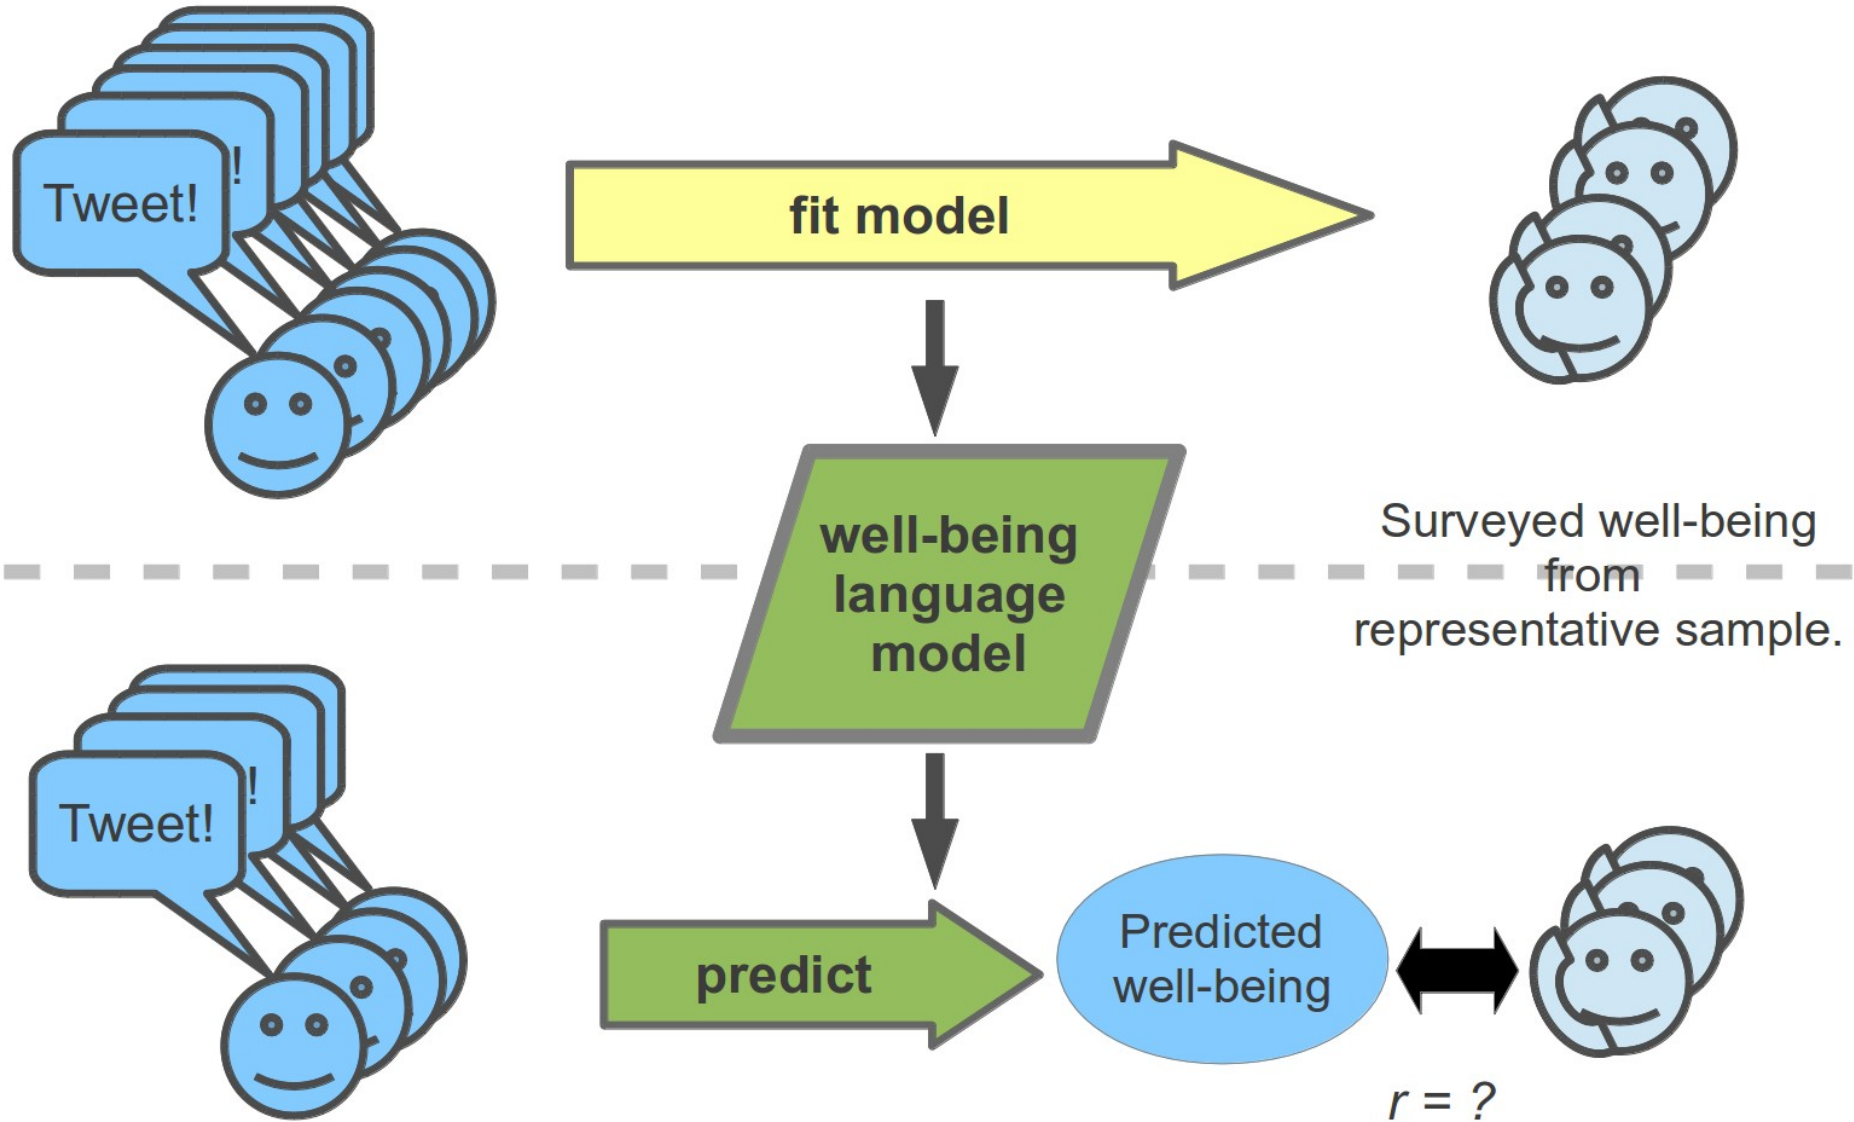 Tweet!
!
fit model
well-being
language
model
Surveyed well-being
from
representative sample.
Tweet!
!
predict
Predicted
well-being
r = ?